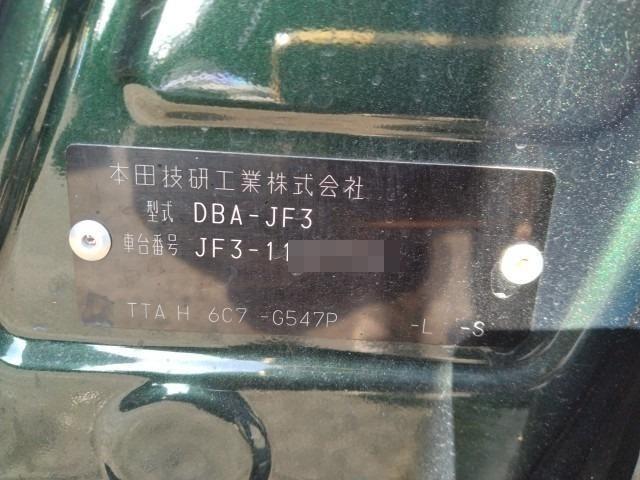 本田技研工業株式会社
型式 DBA-JF3
車台番号 JF3-11
TTA H 6C7 -G547P -L -S